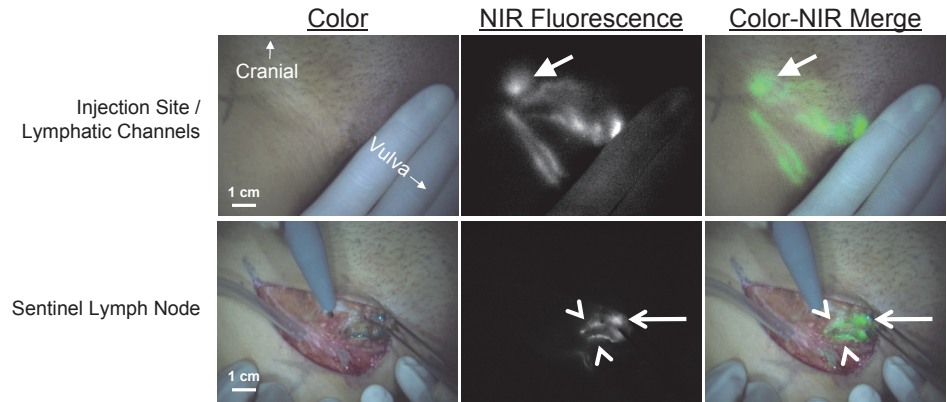 Color
NIR Fluorescence
Color-NIR Merge
Injection Site /
Lymphatic Channels
Cranial
Vulva
1 cm
Sentinel Lymph Node
1 cm